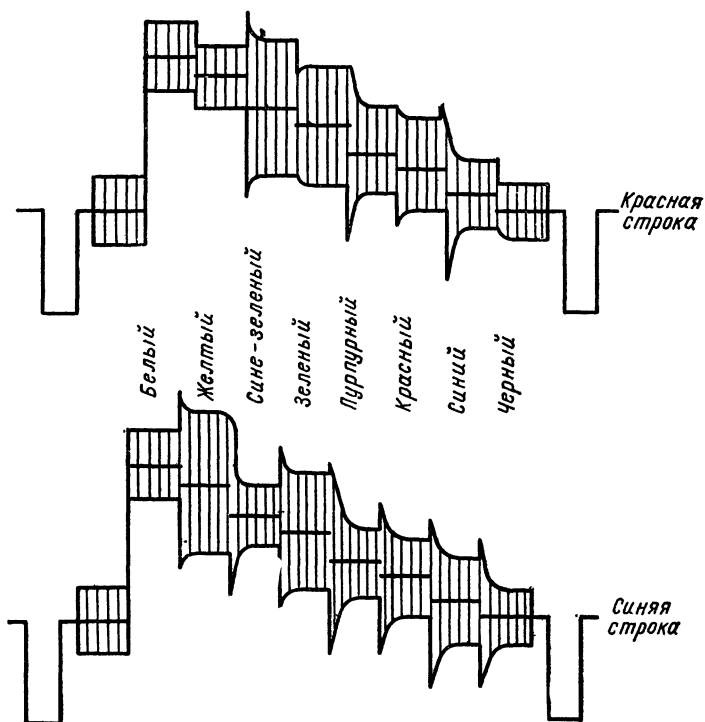 Красная
строка
Белый
Желтый
Сине-зеленый
Зеленый
Пурпурный
Красный
Синий
Черный
Синяя
строка